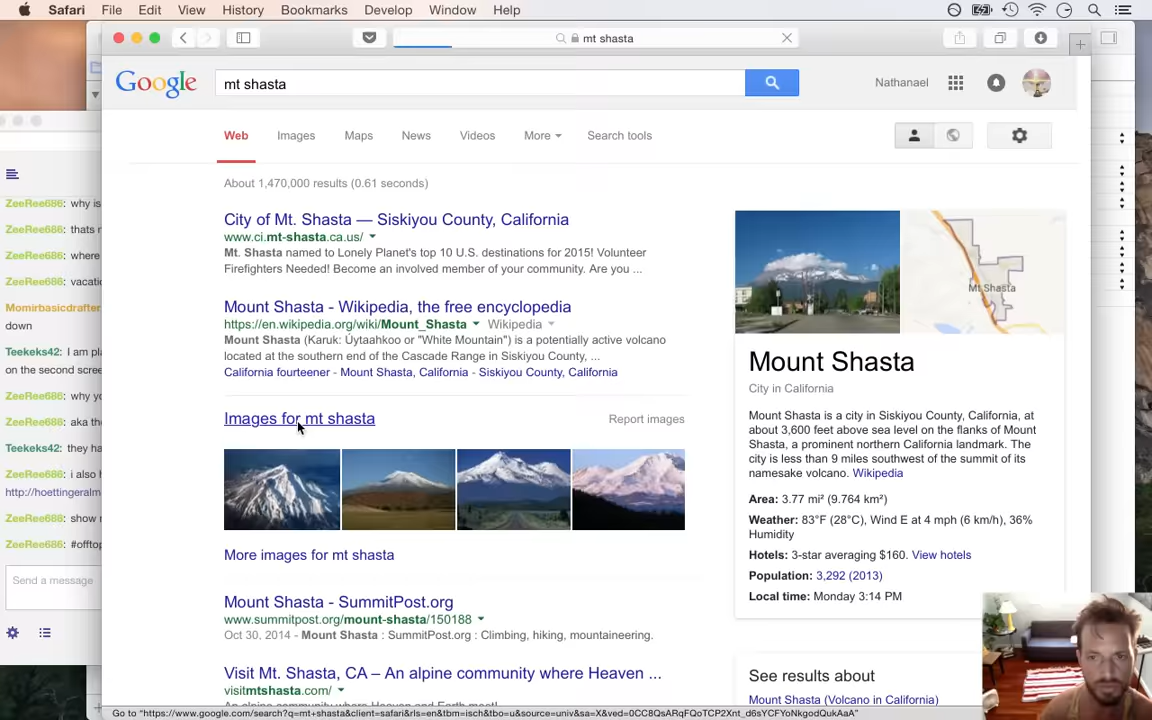 Safari File Edit View History Bookmarks Develop Window Help
mt shasta
Google mt shasta Nathanael
Web Images Maps News Videos More Search tools
About 1,470,000 results (0.61 seconds)
City of Mt. Shasta — Siskiyou County, California
www.ci.mt-shasta.ca.us/
Mt. Shasta named to Lonely Planet's top 10 U.S. destinations for 2015! Volunteer
Firefighters Needed! Become an involved member of your community. Are you ...
Mount Shasta - Wikipedia, the free encyclopedia
https://en.wikipedia.org/wiki/Mount_Shasta Wikipedia
Mount Shasta (Karuk: Úytaahkoo or "White Mountain") is a potentially active volcano
located at the southern end of the Cascade Range in Siskiyou County, ...
California fourteener - Mount Shasta, California - Siskiyou County, California
Images for mt shasta Report images
More images for mt shasta
Mount Shasta - SummitPost.org
www.summitpost.org/mount-shasta/150188
Oct 30, 2014 - Mount Shasta : SummitPost.org : Climbing, hiking, mountaineering.
Visit Mt. Shasta, CA – An alpine community where Heaven ...
visitmtshasta.com/
Mt Shasta
Mount Shasta
City in California
Mount Shasta is a city in Siskiyou County, California, at
about 3,600 feet above sea level on the flanks of Mount
Shasta, a prominent northern California landmark. The
city is less than 9 miles southwest of the summit of its
namesake volcano. Wikipedia
Area: 3.77 mi² (9.764 km²)
Weather: 83°F (28°C), Wind E at 4 mph (6 km/h), 36%
Humidity
Hotels: 3-star averaging $160. View hotels
Population: 3,292 (2013)
Local time: Monday 3:14 PM
See results about
Mount Shasta (Volcano in California)
ZeeRee686: why is
ZeeRee686: thats
ZeeRee686: where
ZeeRee686:
Momirbasicdrafter
down
Teekeks42: I am
on the second
ZeeRee686: why
ZeeRee686: aka
Teekeks42: they
ZeeRee686: i also
ZeeRee686: show
ZeeRee686:
Send a message